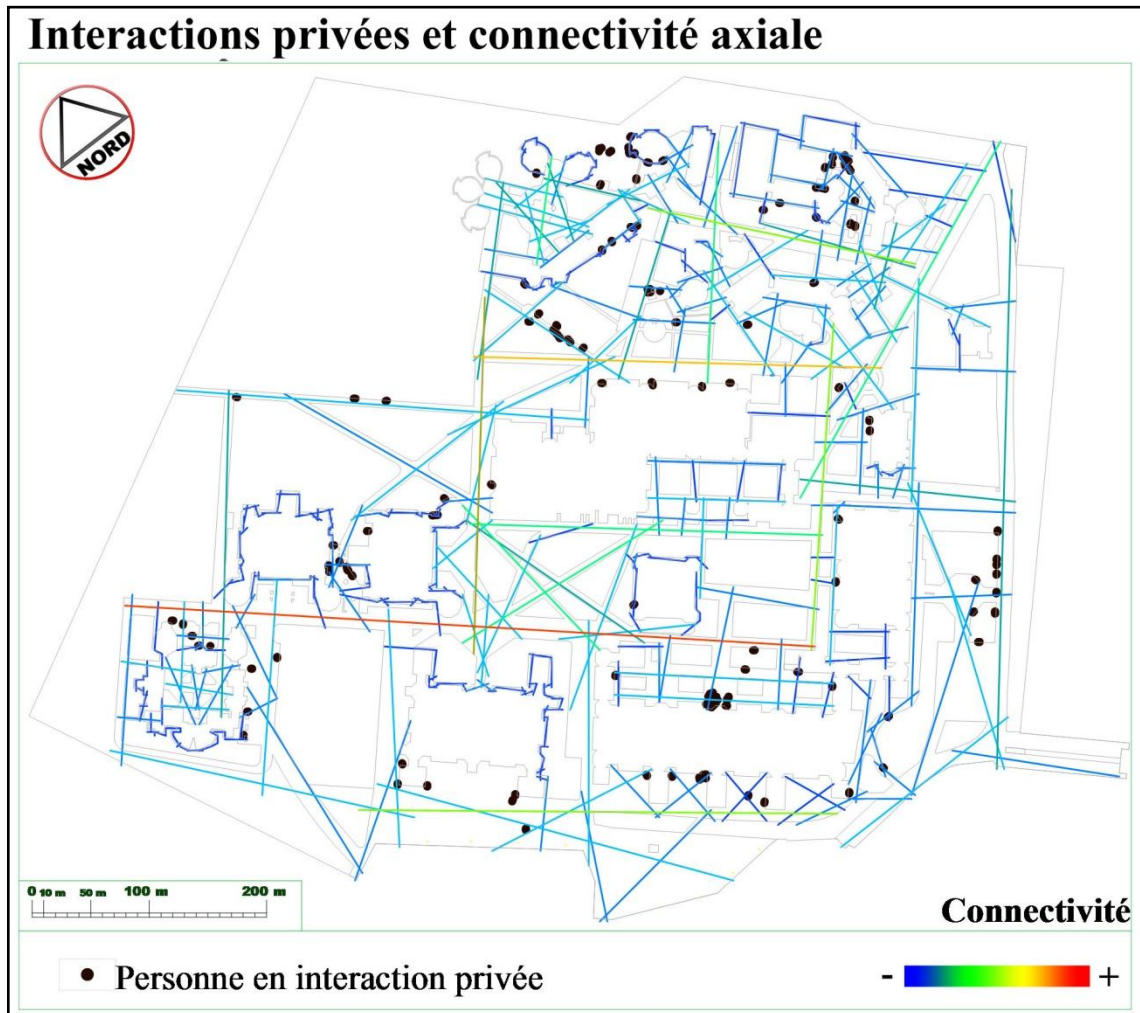 Interactions privées et connectivité axiale
NORD
0 10 m 50 m 100 m 200 m
Connectivité
Personne en interaction privée
- +